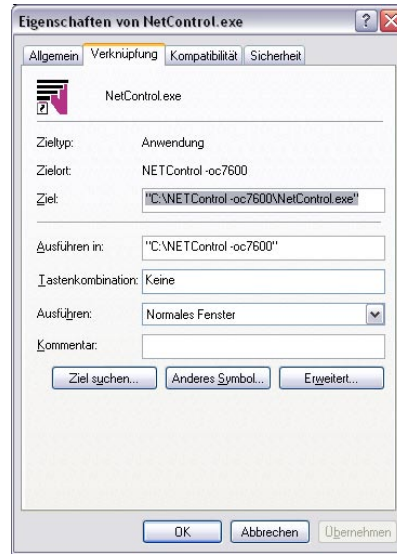 Eigenschaften von NetControl.exe
Allgemein Verknüpfung Kompatibilität Sicherheit
NetControl.exe
Zieltyp: Anwendung
Zielort: NETControl -oc7600
Ziel: "C:\NETControl -oc7600\NetControl.exe"
Ausführen in: "C:\NETControl -oc7600"
Tastenkombination: Keine
Ausführen: Normales Fenster
Kommentar:
Ziel suchen... Anderes Symbol... Erweitert...
OK Abbrechen Übernehmen